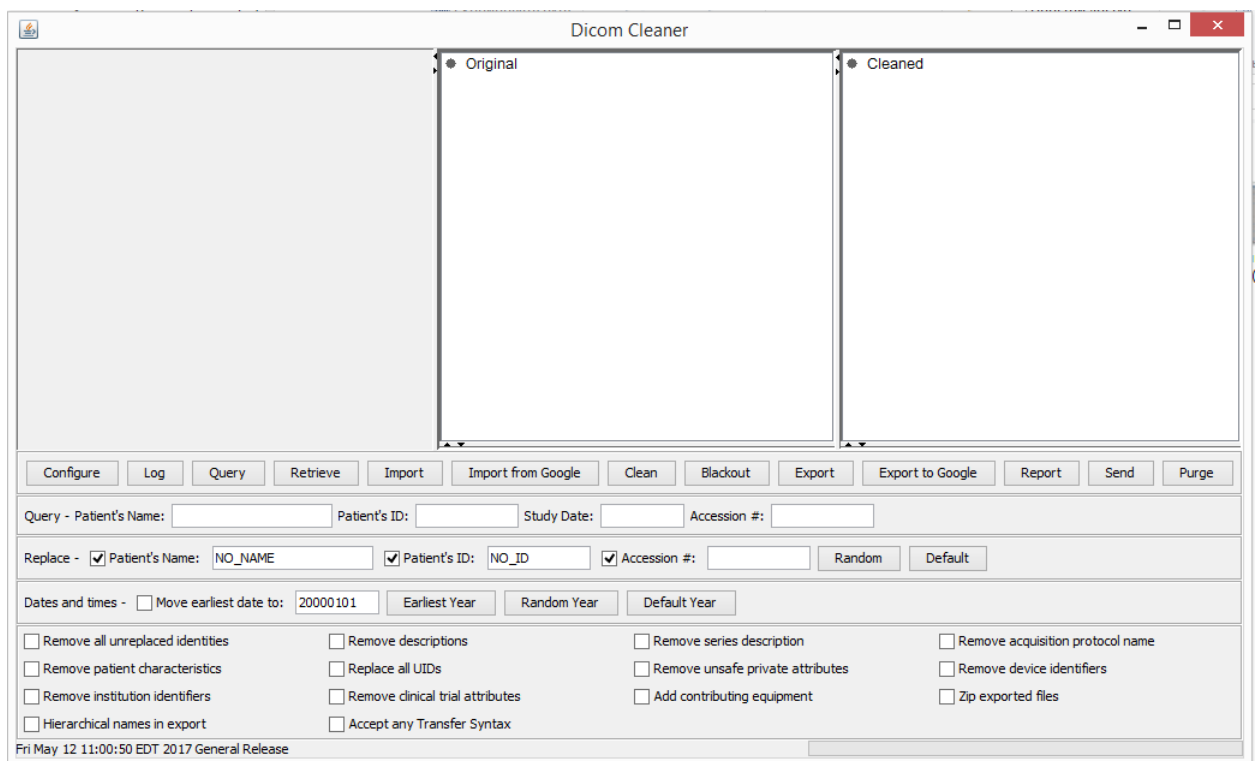 Dicom Cleaner
Original
Cleaned
Configure Log Query Retrieve Import Import from Google Clean Blackout Export Export to Google Report Send Purge
Query - Patient's Name: Patient's ID: Study Date: Accession #:
Replace - Patient's Name: NO_NAME Patient's ID: NO_ID Accession #: Random Default
Dates and times - Move earliest date to: 20000101 Earliest Year Random Year Default Year
Remove all unreplaced identities Remove descriptions Remove series description Remove acquisition protocol name
Remove patient characteristics Replace all UIDs Remove unsafe private attributes Remove device identifiers
Remove institution identifiers Remove clinical trial attributes Add contributing equipment Zip exported files
Hierarchical names in export Accept any Transfer Syntax
Fri May 12 11:00:50 EDT 2017 General Release